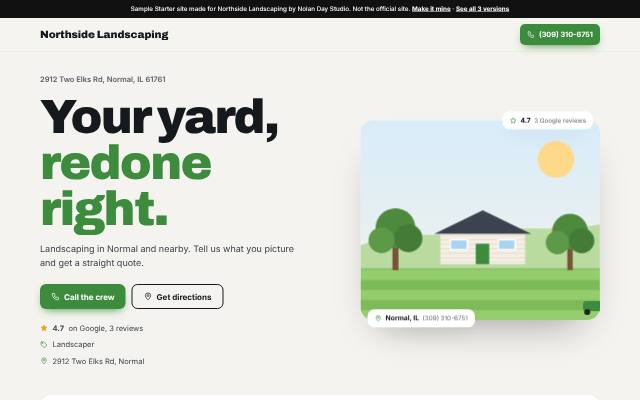 Sample Starter site made for Northside Landscaping by Nolan Day Studio. Not the official site. Make it mine · See all 3 versions
Northside Landscaping
(309) 310-6751
2912 Two Elks Rd, Normal, IL 61761
Your yard,
redone
right.
Landscaping in Normal and nearby. Tell us what you picture
and get a straight quote.
Call the crew
Get directions
4.7 on Google, 3 reviews
Landscaper
2912 Two Elks Rd, Normal
4.7 3 Google reviews
Normal, IL (309) 310-6751